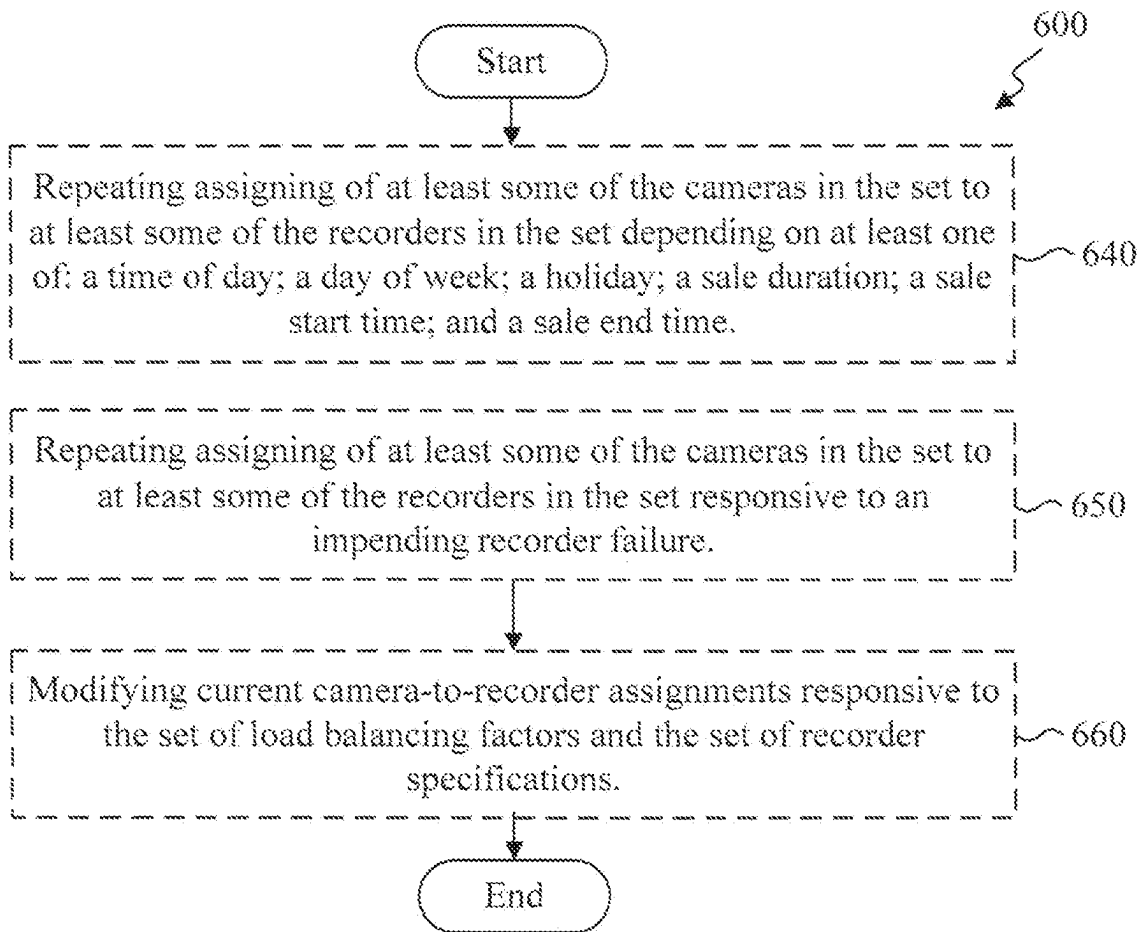 600
Start
Repeating assigning of at least some of the cameras in the set to
at least some of the recorders in the set depending on at least one
of: a time of day; a day of week; a holiday; a sale duration; a sale
start time; and a sale end time.
640
Repeating assigning of at least some of the cameras in the set to
at least some of the recorders in the set responsive to an
impending recorder failure.
650
Modifying current camera-to-recorder assignments responsive to
the set of load balancing factors and the set of recorder
specifications.
660
End